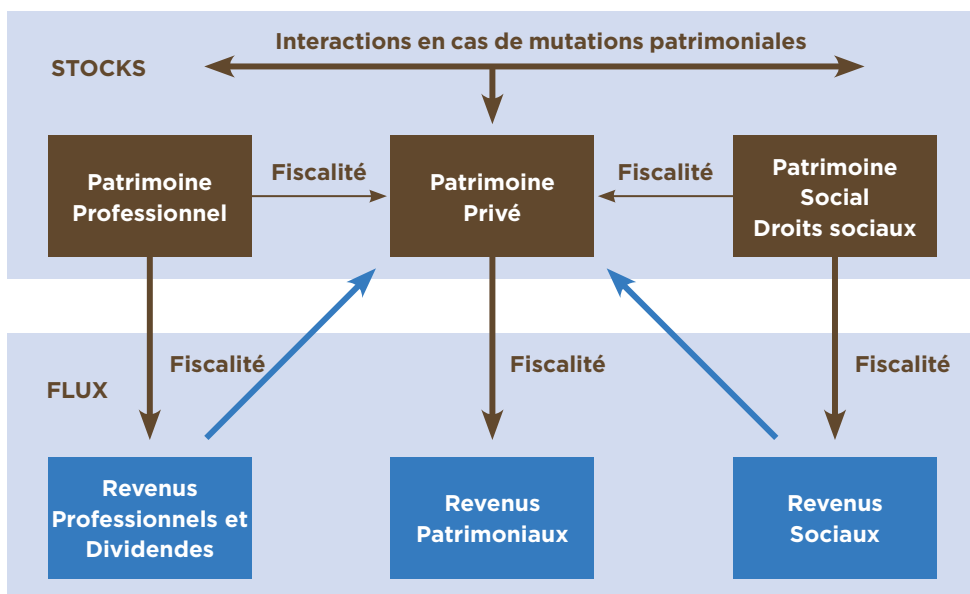 Interactions en cas de mutations patrimoniales
STOCKS
Patrimoine
Professionnel
Fiscalité
Patrimoine
Privé
Fiscalité
Patrimoine
Social
Droits sociaux
Fiscalité
Fiscalité
Fiscalité
FLUX
Revenus
Professionnels et
Dividendes
Revenus
Patrimoniaux
Revenus
Sociaux